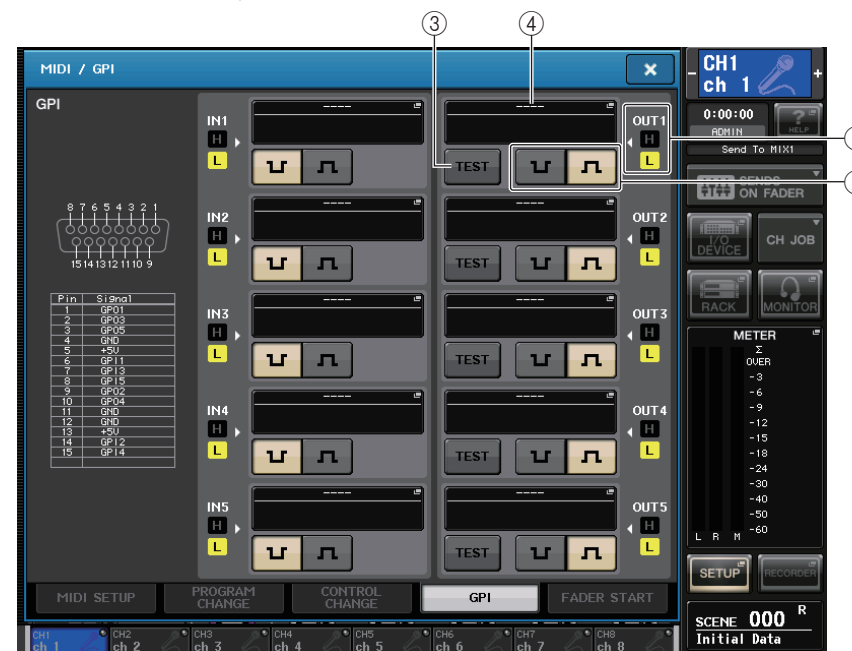 ③ ④
MIDI / GPI
×
GPI
IN1
H
L
----
----
TEST
OUT1
H
L
IN2
H
L
----
----
TEST
OUT2
H
L
IN3
H
L
----
----
TEST
OUT3
H
L
IN4
H
L
----
----
TEST
OUT4
H
L
IN5
H
L
----
----
TEST
OUT5
H
L
8 7 6 5 4 3 2 1
15 14 13 12 11 10 9
Pin Signal
1 GPO1
2 GPO3
3 GPO5
4 GND
5 +5V
6 GPI1
7 GPI3
8 GPI5
9 GPO2
10 GPO4
11 GND
12 GND
13 +5V
14 GPI2
15 GPI4
MIDI SETUP
PROGRAM CHANGE
CONTROL CHANGE
GPI
FADER START
- CH1 +
ch 1
0:00:00
ADMIN
? HELP
Send To MIX1
SENDS ON FADER
I/O DEVICE
CH JOB
RACK
MONITOR
METER
Σ
OVER
-3
-6
-9
-12
-15
-18
-24
-30
-40
-50
-60
L R M
SETUP
RECORDER
SCENE 000 R
Initial Data
CH1 CH2 CH3 CH4 CH5 CH6 CH7 CH8
ch 1 ch 2 ch 3 ch 4 ch 5 ch 6 ch 7 ch 8